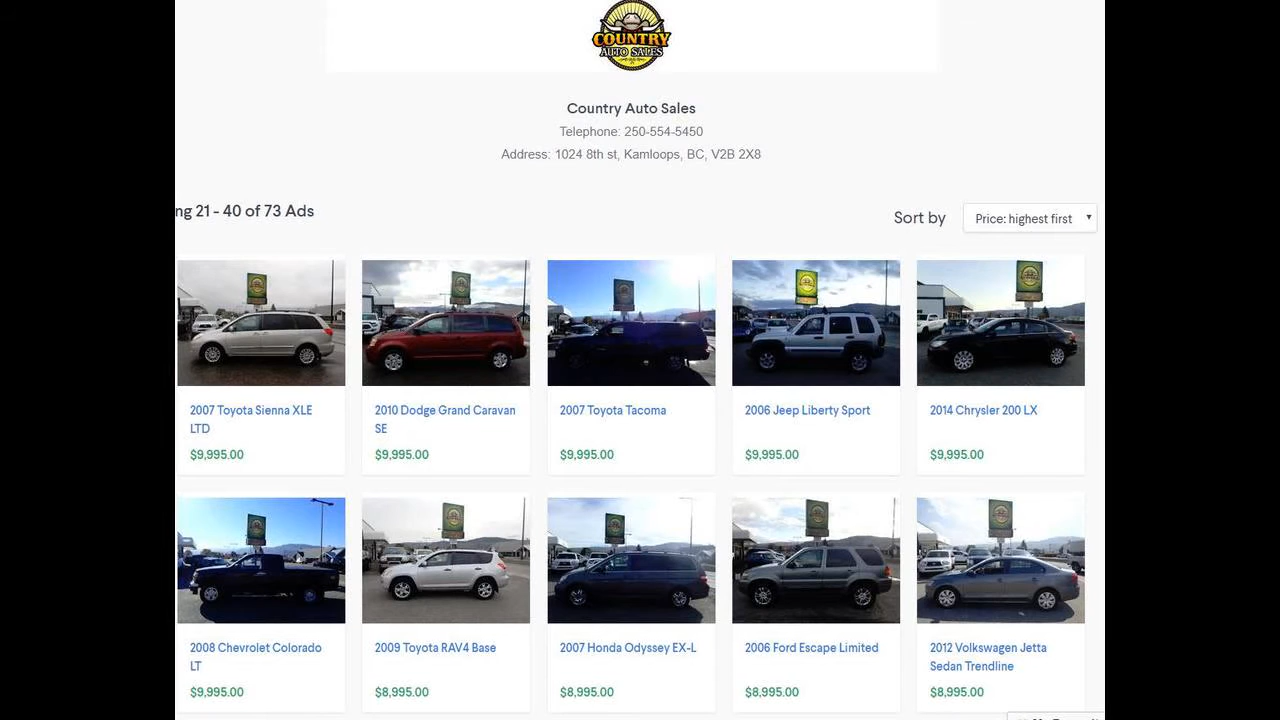 COUNTRY
AUTO SALES
Country Auto Sales
Telephone: 250-554-5450
Address: 1024 8th st, Kamloops, BC, V2B 2X8
ng 21 - 40 of 73 Ads
Sort by
Price: highest first
2007 Toyota Sienna XLE
LTD
$9,995.00
2010 Dodge Grand Caravan
SE
$9,995.00
2007 Toyota Tacoma
$9,995.00
2006 Jeep Liberty Sport
$9,995.00
2014 Chrysler 200 LX
$9,995.00
2008 Chevrolet Colorado
LT
$9,995.00
2009 Toyota RAV4 Base
$8,995.00
2007 Honda Odyssey EX-L
$8,995.00
2006 Ford Escape Limited
$8,995.00
2012 Volkswagen Jetta
Sedan Trendline
$8,995.00